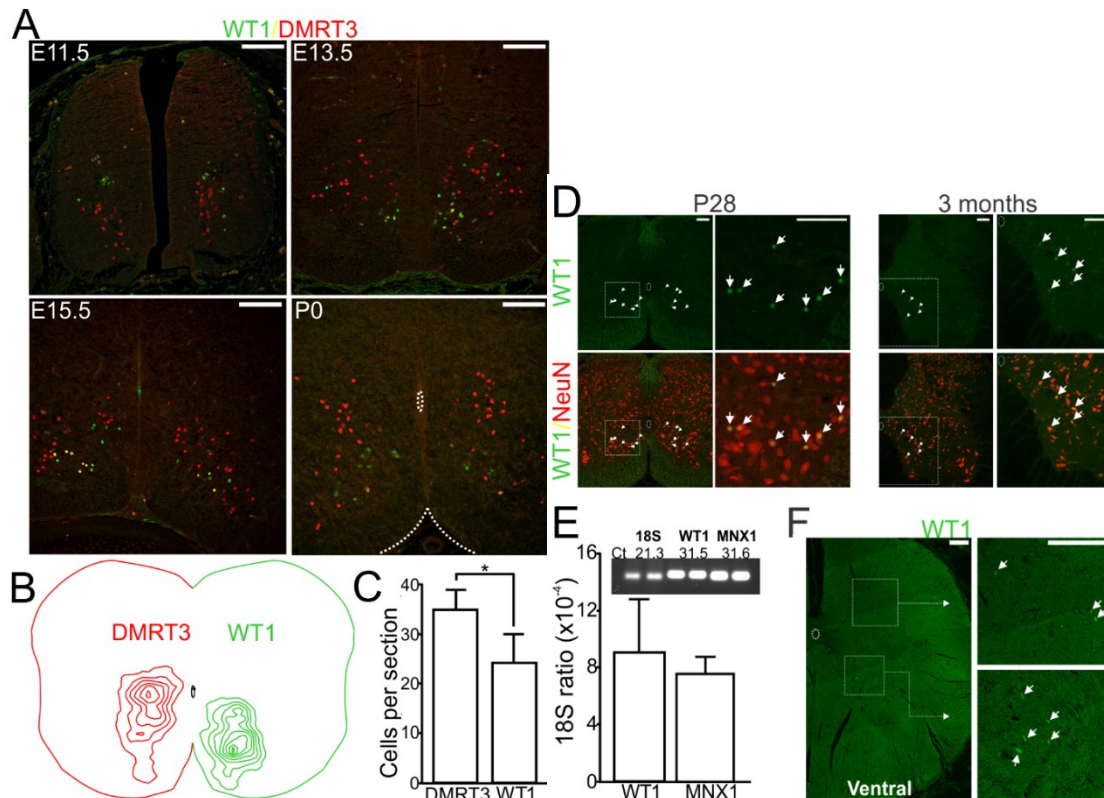 A
WT1/DMRT3
E11.5
E13.5
E15.5
P0
B
DMRT3
WT1
C
Cells per section
40
30
20
10
0
*
DMRT3 WT1
D
P28
3 months
WT1
WT1/NeuN
E
18S WT1 MNX1
Ct 21.3 31.5 31.6
18S ratio (x10⁻⁴)
16
12
8
4
0
WT1 MNX1
F
WT1
Ventral